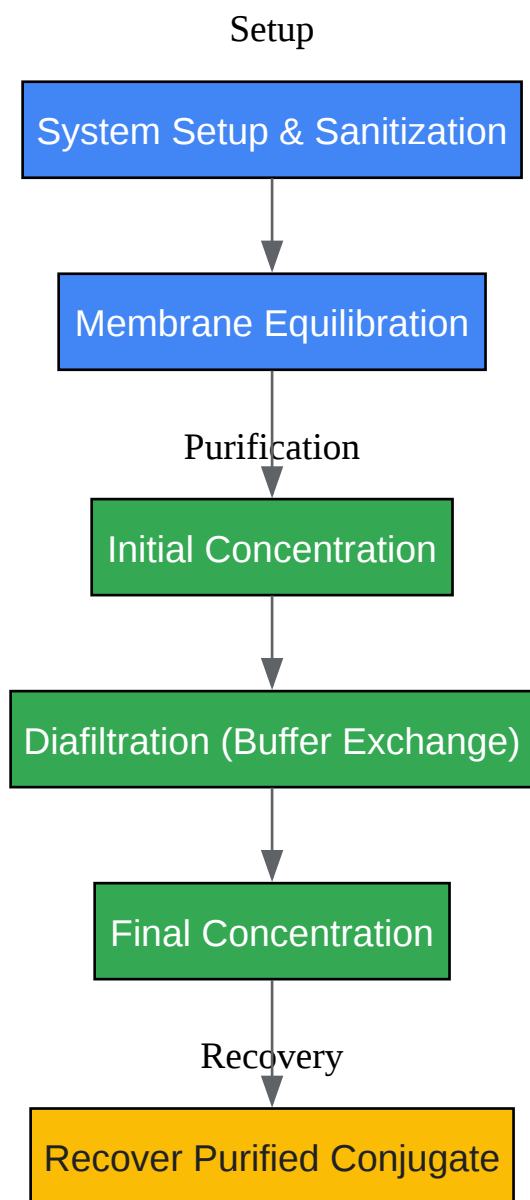 Setup
System Setup & Sanitization
Membrane Equilibration
Purification
Initial Concentration
Diafiltration (Buffer Exchange)
Final Concentration
Recovery
Recover Purified Conjugate